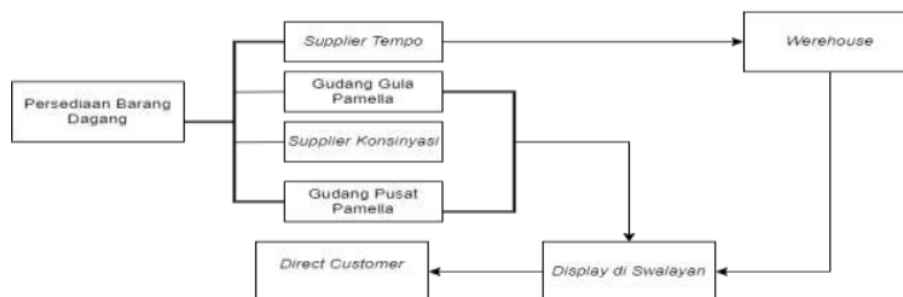 Supplier Tempo
Werehouse
Gudang Gula
Pamella
Persediaan Barang
Dagang
Supplier Konsinyasi
Gudang Pusat
Pamella
Direct Customer
Display di Swalayan